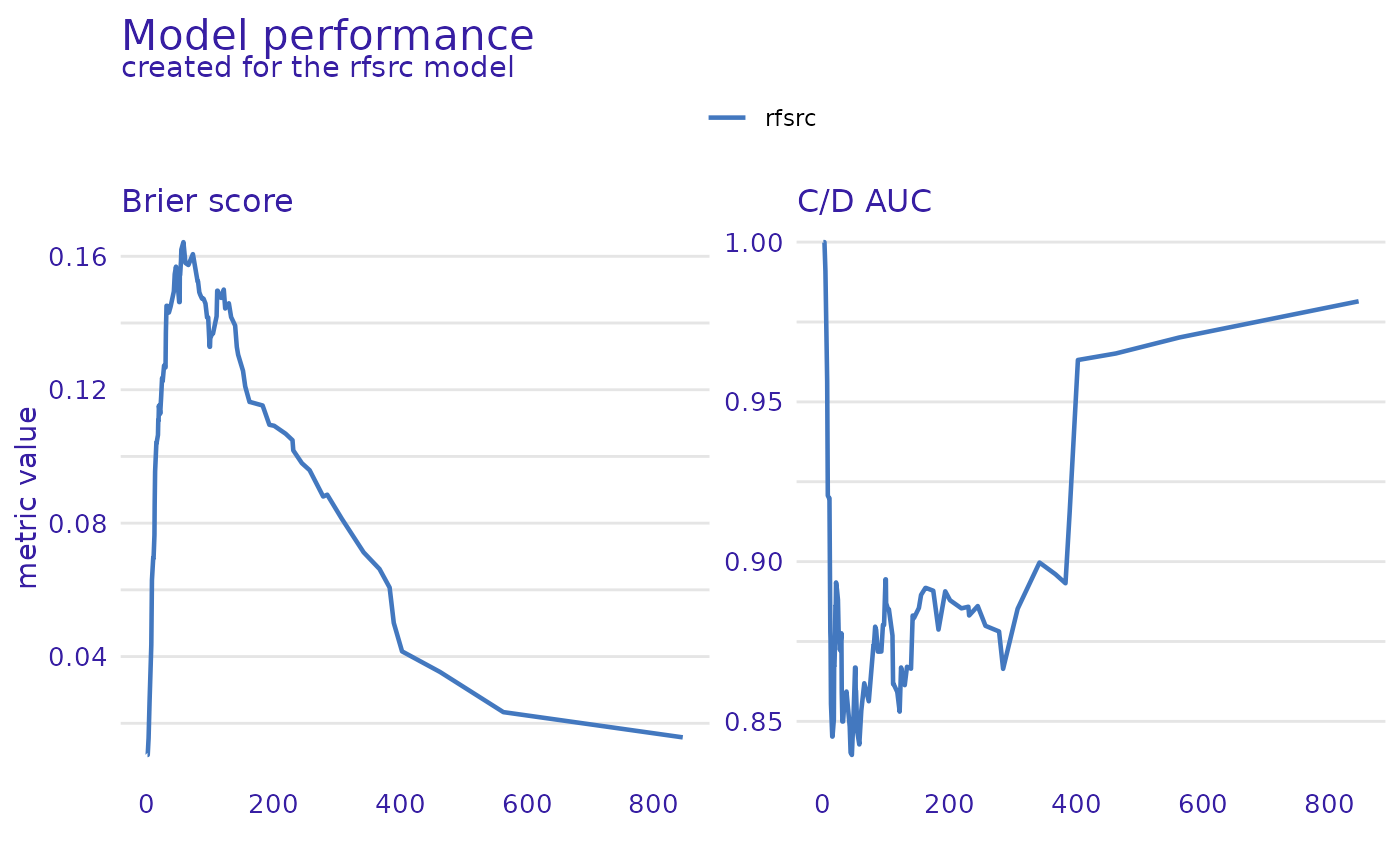 Model performance
created for the rfsrc model
rfsrc
Brier score
metric value
0.16
0.12
0.08
0.04
0 200 400 600 800
C/D AUC
1.00
0.95
0.90
0.85
0 200 400 600 800